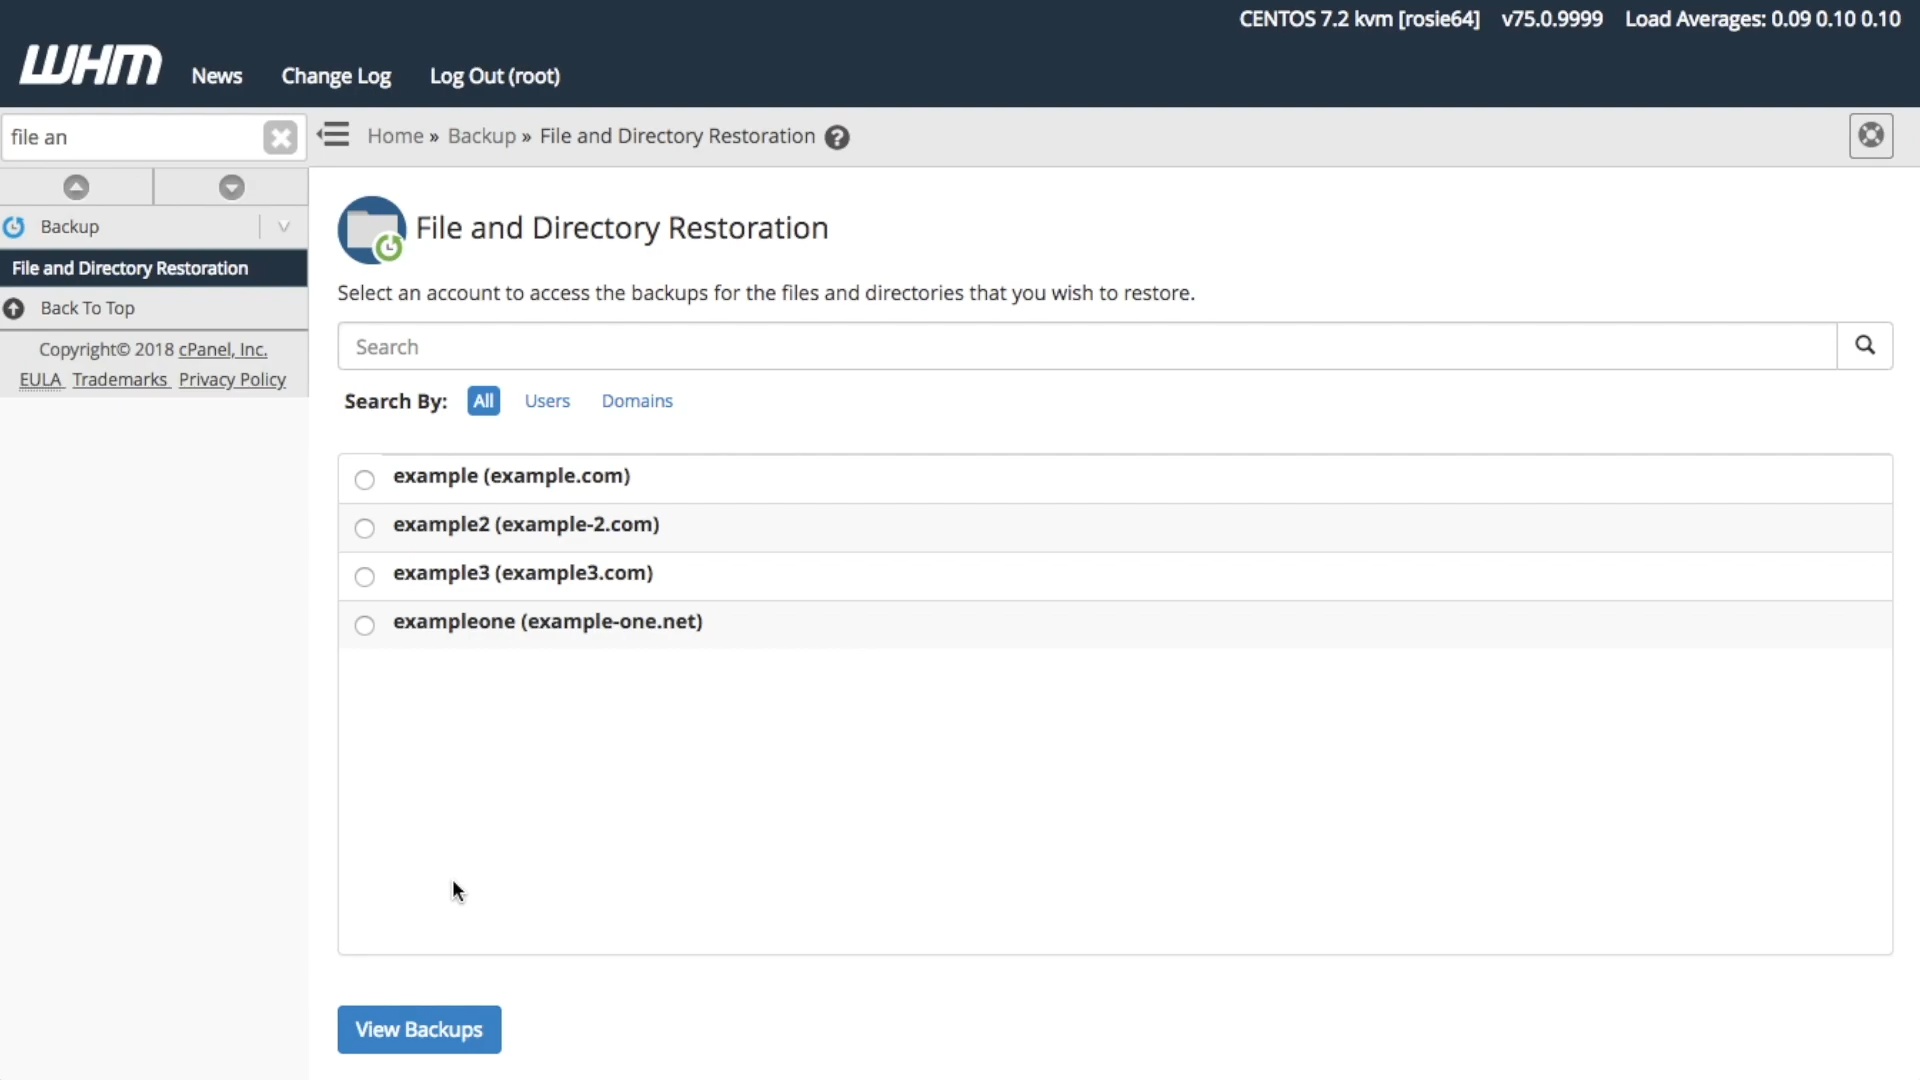 CENTOS 7.2 kvm [rosie64] v75.0.9999 Load Averages: 0.09 0.10 0.10
WHM News Change Log Log Out (root)
file an
Home » Backup » File and Directory Restoration ?
Backup
File and Directory Restoration
Back To Top
Copyright© 2018 cPanel, Inc.
EULA Trademarks Privacy Policy
File and Directory Restoration
Select an account to access the backups for the files and directories that you wish to restore.
Search
Search By: All Users Domains
example (example.com)
example2 (example-2.com)
example3 (example3.com)
exampleone (example-one.net)
View Backups